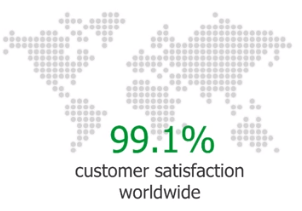 99.1%
customer satisfaction
worldwide